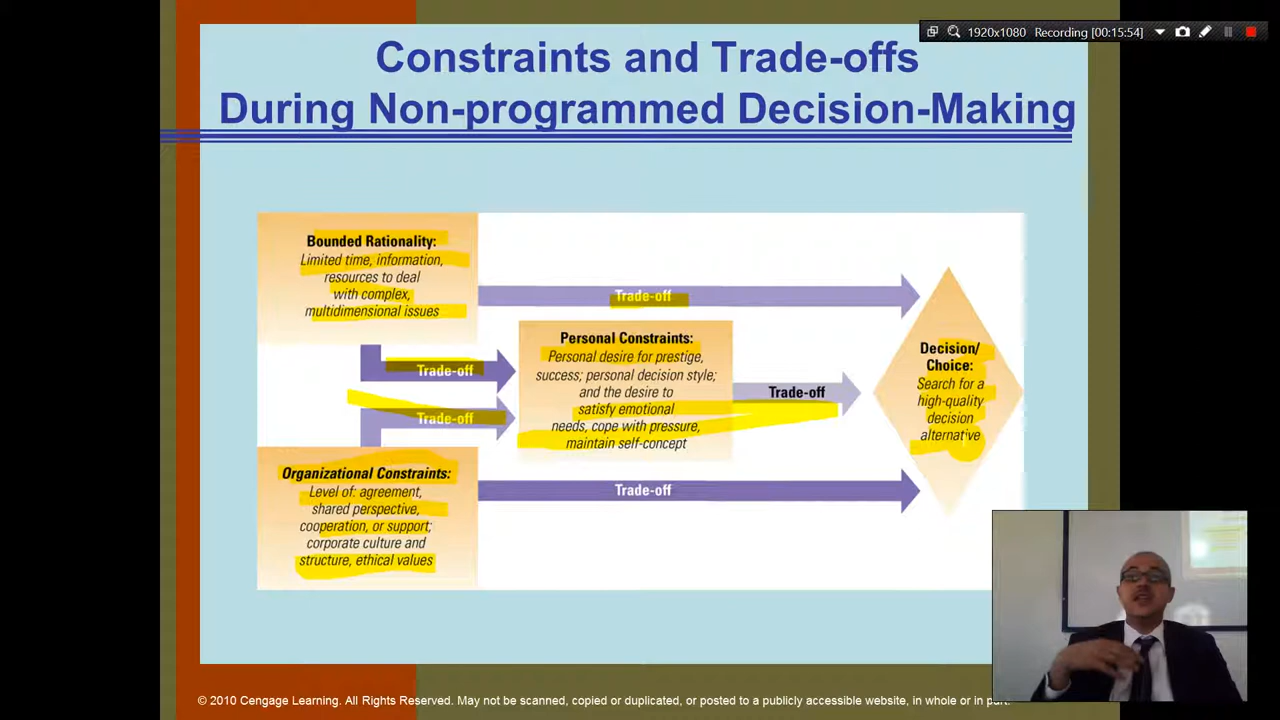 1920x1080 Recording [00:15:54]
Constraints and Trade-offs
During Non-programmed Decision-Making
Bounded Rationality:
Limited time, information,
resources to deal
with complex,
multidimensional issues
Trade-off
Personal Constraints:
Personal desire for prestige,
success; personal decision style;
and the desire to
satisfy emotional
needs, cope with pressure,
maintain self-concept
Trade-off
Trade-off
Trade-off
Decision/
Choice:
Search for a
high-quality
decision
alternative
Organizational Constraints:
Level of: agreement,
shared perspective,
cooperation, or support;
corporate culture and
structure, ethical values
Trade-off
© 2010 Cengage Learning. All Rights Reserved. May not be scanned, copied or duplicated, or posted to a publicly accessible website, in whole or in part.